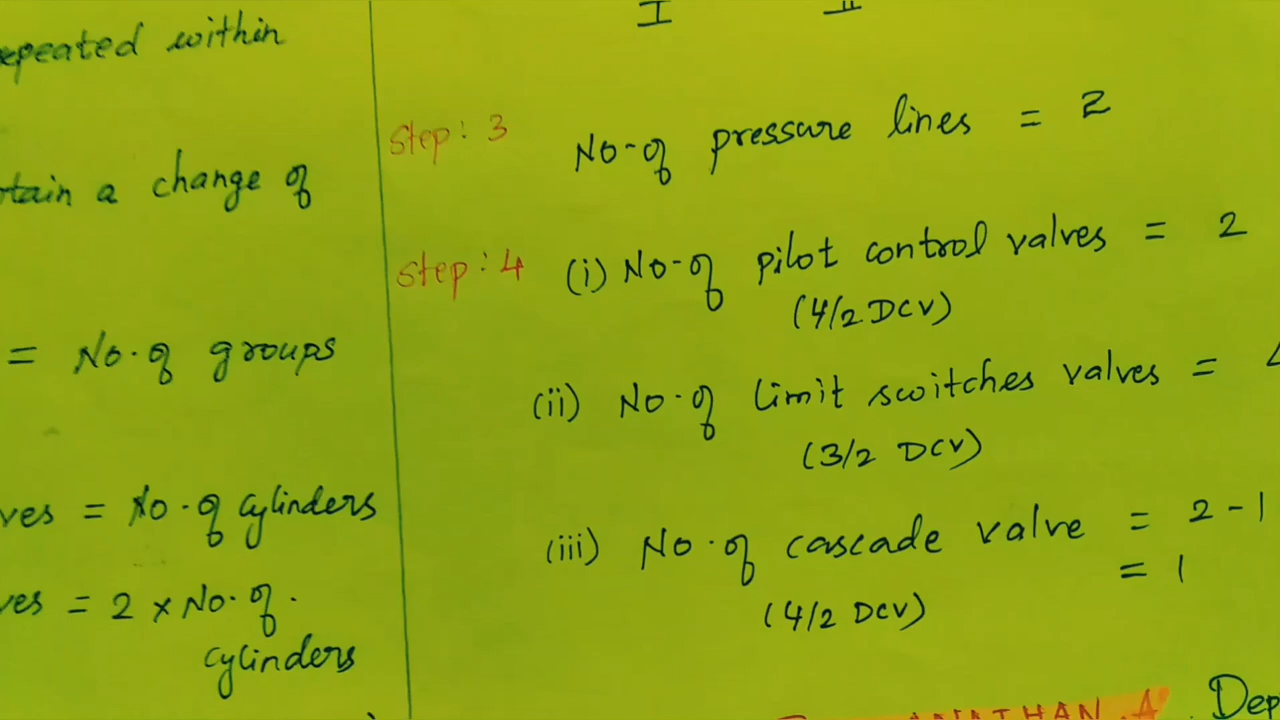 epeated within
tain a change of
= No. of groups
ves = No. of cylinders
ves = 2 x No. of.
cylinders
I II
Step: 3 No-of pressure lines = 2
Step: 4 (i) No-of pilot control valves = 2
(4/2 DCV)
(ii) No. of limit switches valves =
(3/2 DCV)
(iii) No. of cascade valve = 2-1
= 1
(4/2 DCV)
NATHAN A Dep